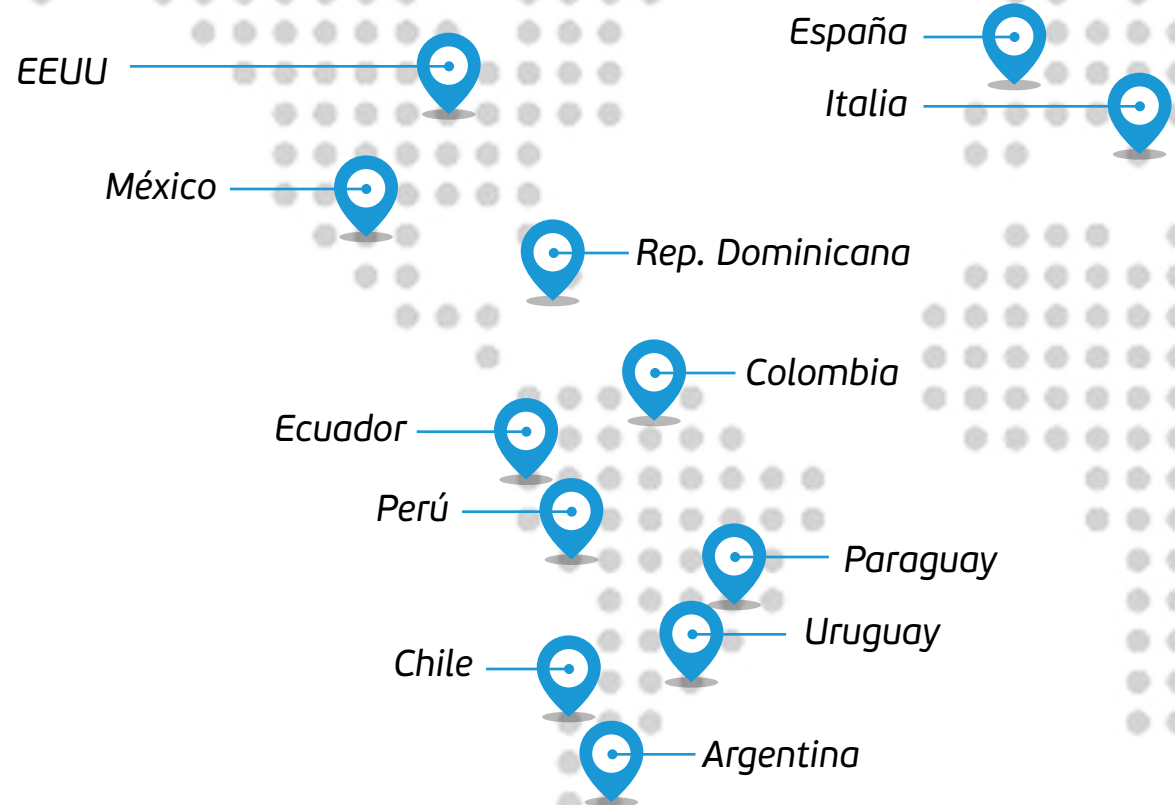 España
EEUU
Italia
México
Rep. Dominicana
Colombia
Ecuador
Perú
Paraguay
Uruguay
Chile
Argentina